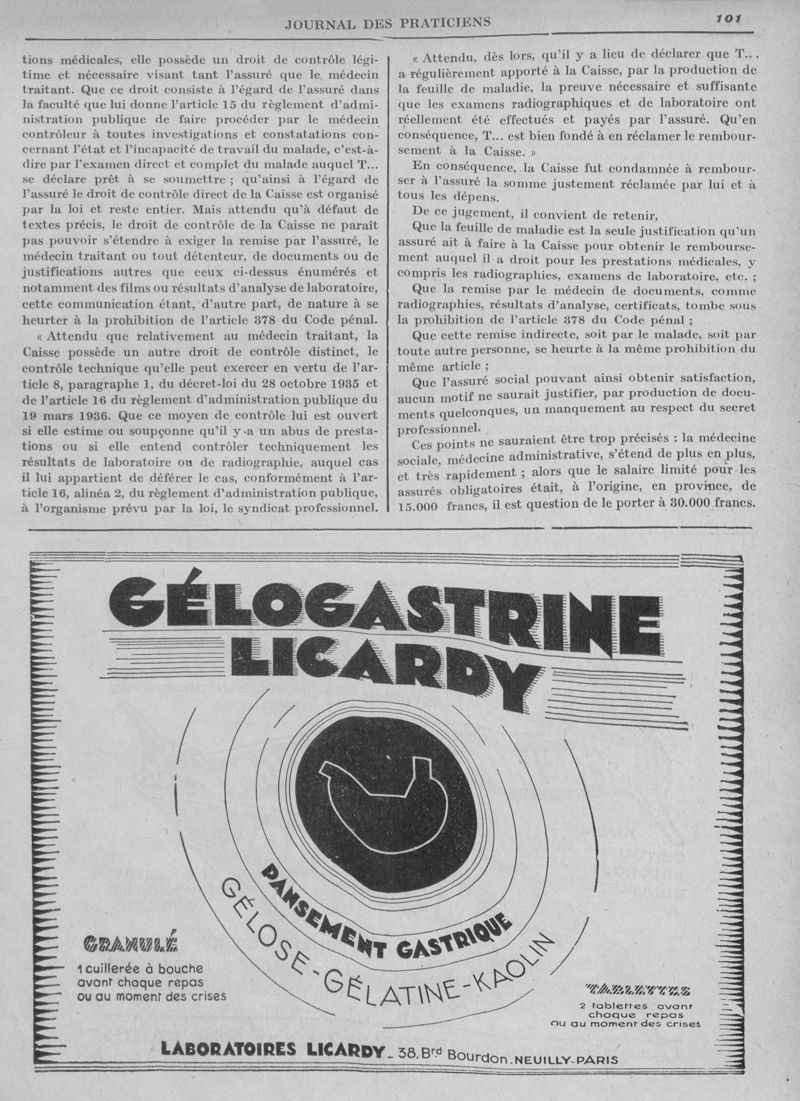 JOURNAL DES PRATICIENS
101
tions médicales, elle possède un droit de contrôle légi-
time et nécessaire visant tant l'assuré que le médecin
traitant. Que ce droit consiste à l'égard de l'assuré dans
la faculté que lui donne l'article 15 du règlement d'admi-
nistration publique de faire procéder par le médecin
contrôleur à toutes investigations et constatations con-
cernant l'état et l'incapacité de travail du malade, c'est-à-
dire par l'examen direct et complet du malade auquel T...
se déclare prêt à se soumettre ; qu'ainsi à l'égard de
l'assuré le droit de contrôle direct de la Caisse est organisé
par la loi et reste entier. Mais attendu qu'à défaut de
textes précis, le droit de contrôle de la Caisse ne paraît
pas pouvoir s'étendre à exiger la remise par l'assuré, le
médecin traitant ou tout détenteur, de documents ou de
justifications autres que ceux ci-dessus énumérés et
notamment des films ou résultats d'analyse de laboratoire,
cette communication étant, d'autre part, de nature à se
heurter à la prohibition de l'article 378 du Code pénal.
« Attendu que relativement au médecin traitant, la
Caisse possède un autre droit de contrôle distinct, le
contrôle technique qu'elle peut exercer en vertu de l'ar-
ticle 8, paragraphe 1, du décret-loi du 28 octobre 1935 et
de l'article 16 du règlement d'administration publique du
19 mars 1936. Que ce moyen de contrôle lui est ouvert
si elle estime ou soupçonne qu'il y a un abus de presta-
tions ou si elle entend contrôler techniquement les
résultats de laboratoire ou de radiographie, auquel cas
il lui appartient de déférer le cas, conformément à l'ar-
ticle 16, alinéa 2, du règlement d'administration publique,
à l'organisme prévu par la loi, le syndicat professionnel.
« Attendu, dès lors, qu'il y a lieu de déclarer que T...
a régulièrement apporté à la Caisse, par la production de
la feuille de maladie, la preuve nécessaire et suffisante
que les examens radiographiques et de laboratoire ont
réellement été effectués et payés par l'assuré. Qu'en
conséquence, T... est bien fondé à en réclamer le rembour-
sement à la Caisse. »
En conséquence, la Caisse fut condamnée à rembour-
ser à l'assuré la somme justement réclamée par lui et à
tous les dépens.
De ce jugement, il convient de retenir,
Que la feuille de maladie est la seule justification qu'un
assuré ait à faire à la Caisse pour obtenir le rembourse-
ment auquel il a droit pour les prestations médicales, y
compris les radiographies, examens de laboratoire, etc. ;
Que la remise par le médecin de documents, comme
radiographies, résultats d'analyse, certificats, tombe sous
la prohibition de l'article 378 du Code pénal ;
Que cette remise indirecte, soit par le malade, soit par
toute autre personne, se heurte à la même prohibition du
même article ;
Que l'assuré social pouvant ainsi obtenir satisfaction,
aucun motif ne saurait justifier, par production de docu-
ments quelconques, un manquement au respect du secret
professionnel.
Ces points ne sauraient être trop précisés : la médecine
sociale, médecine administrative, s'étend de plus en plus,
et très rapidement ; alors que le salaire limité pour les
assurés obligatoires était, à l'origine, en province, de
15.000 francs, il est question de le porter à 30.000 francs.
GÉLOGASTRINE
LICARDY
PANSEMENT GASTRIQUE
GÉLOSE-GÉLATINE-KAOLIN
GRANULÉ
1 cuillerée à bouche
avant chaque repas
ou au moment des crises
TABLETTES
2 tablettes avant
chaque repas
ou au moment des crises
LABORATOIRES LICARDY_38, Brd Bourdon.NEUILLY-PARIS